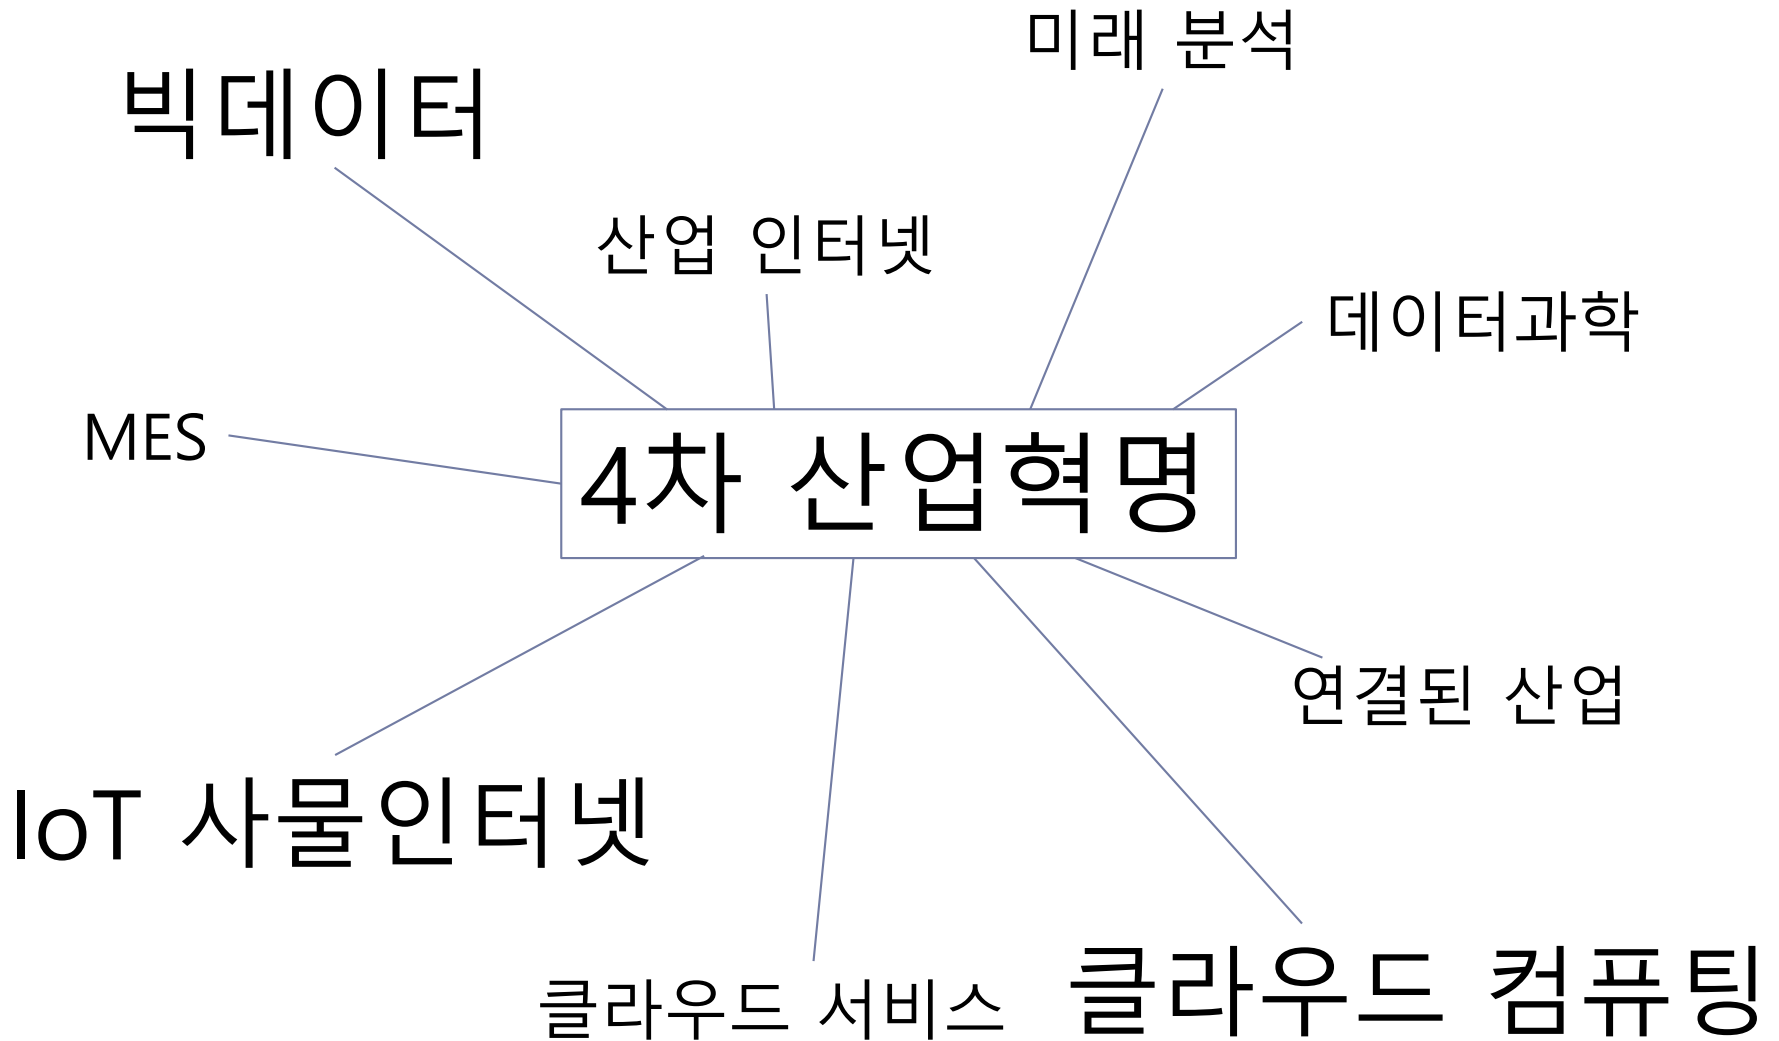 미래 분석
빅데이터
산업 인터넷
데이터과학
MES
4차 산업혁명
연결된 산업
IoT 사물인터넷
클라우드 서비스
클라우드 컴퓨팅